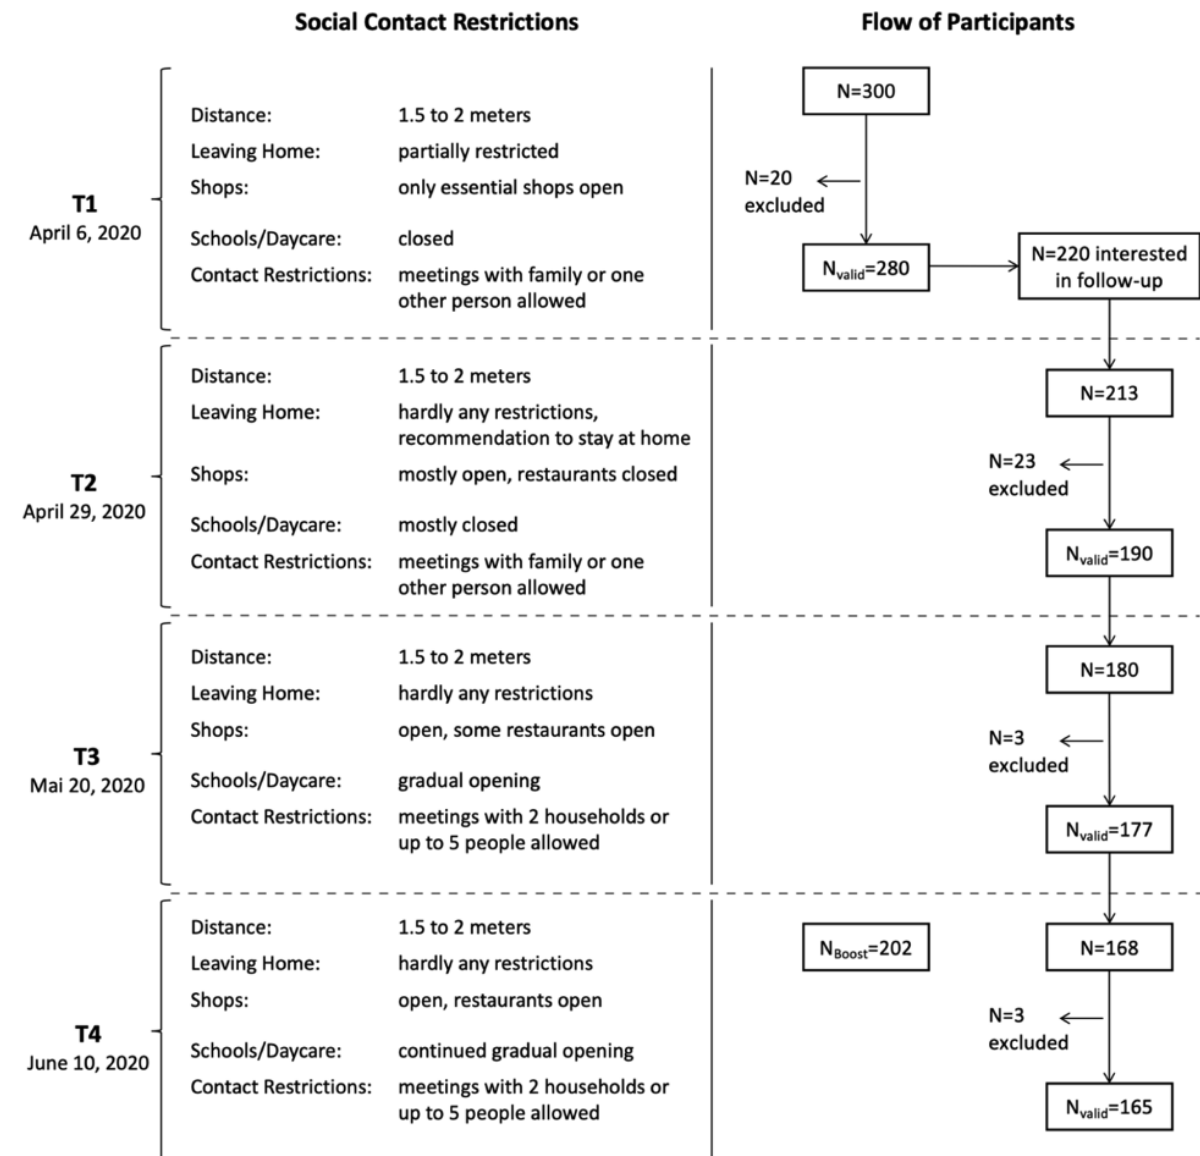 Social Contact Restrictions
Flow of Participants
T1
April 6, 2020
Distance: 1.5 to 2 meters
Leaving Home: partially restricted
Shops: only essential shops open
Schools/Daycare: closed
Contact Restrictions: meetings with family or one
other person allowed
N=300
N=20
excluded
Nvalid=280
N=220 interested
in follow-up
T2
April 29, 2020
Distance: 1.5 to 2 meters
Leaving Home: hardly any restrictions,
recommendation to stay at home
Shops: mostly open, restaurants closed
Schools/Daycare: mostly closed
Contact Restrictions: meetings with family or one
other person allowed
N=213
N=23
excluded
Nvalid=190
T3
Mai 20, 2020
Distance: 1.5 to 2 meters
Leaving Home: hardly any restrictions
Shops: open, some restaurants open
Schools/Daycare: gradual opening
Contact Restrictions: meetings with 2 households or
up to 5 people allowed
N=180
N=3
excluded
Nvalid=177
T4
June 10, 2020
Distance: 1.5 to 2 meters
Leaving Home: hardly any restrictions
Shops: open, restaurants open
Schools/Daycare: continued gradual opening
Contact Restrictions: meetings with 2 households or
up to 5 people allowed
NBoost=202
N=168
N=3
excluded
Nvalid=165